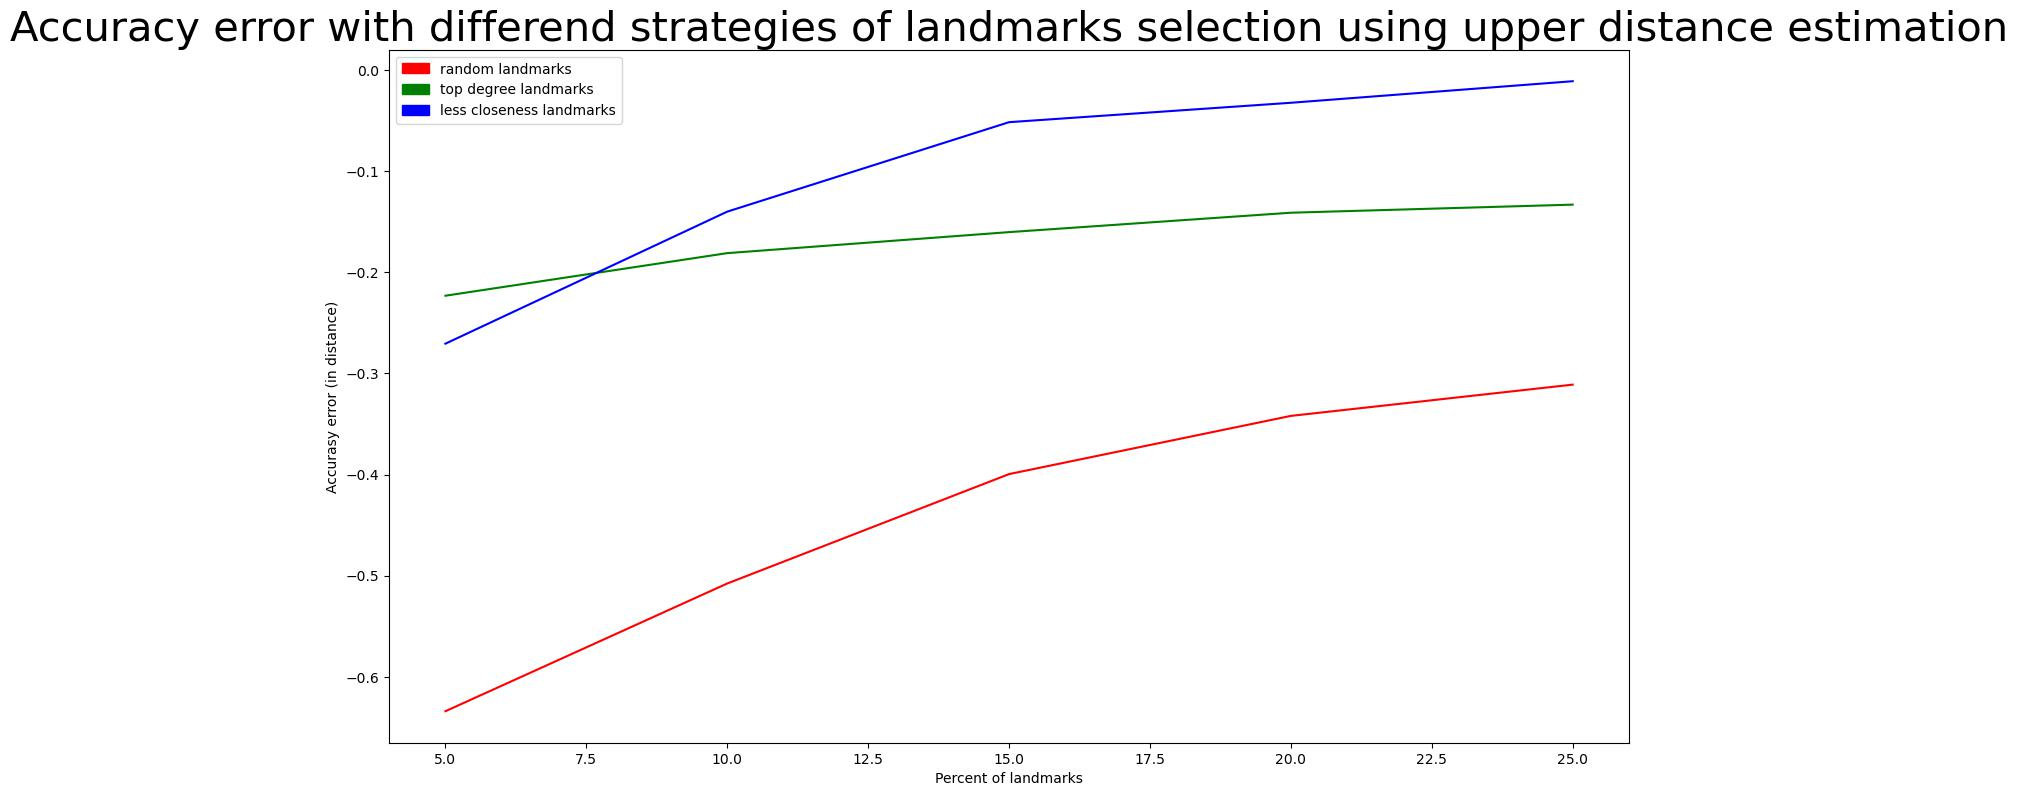 Accuracy error with differend strategies of landmarks selection using upper distance estimation
random landmarks
top degree landmarks
less closeness landmarks
0.0
−0.1
−0.2
−0.3
−0.4
−0.5
−0.6
Accurasy error (in distance)
5.0 7.5 10.0 12.5 15.0 17.5 20.0 22.5 25.0
Percent of landmarks